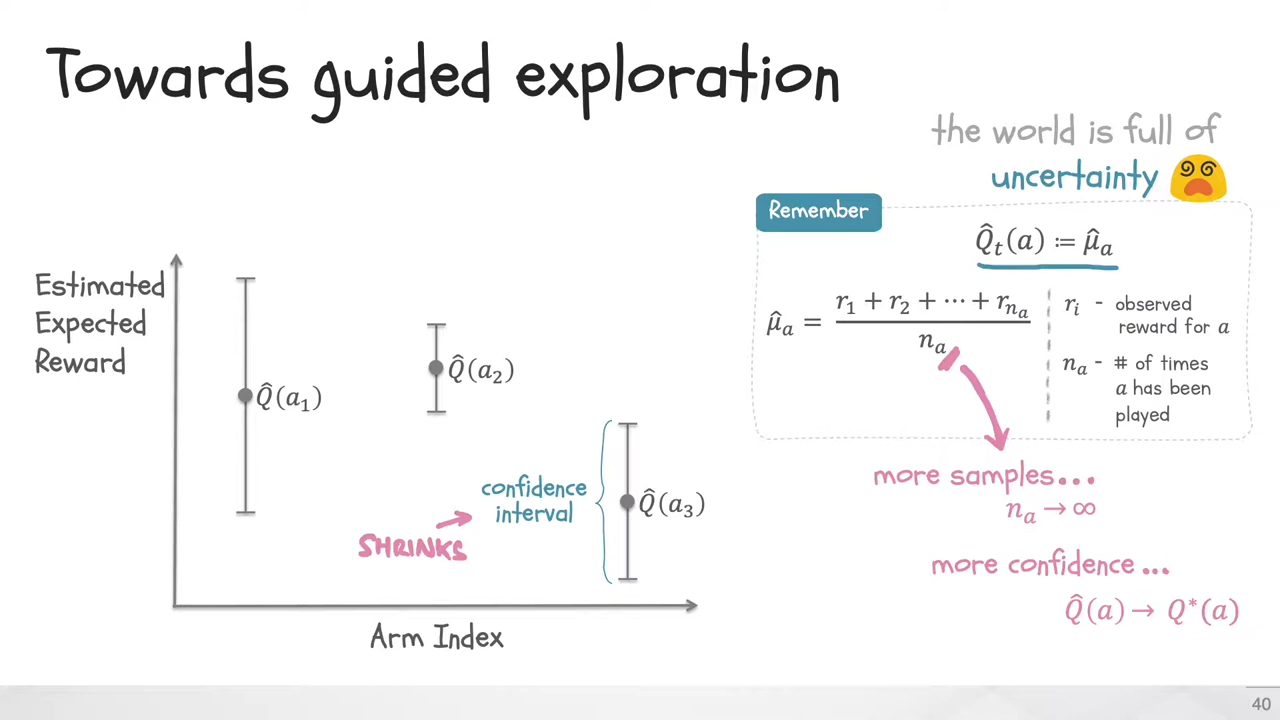 Towards guided exploration
the world is full of
uncertainty
Remember
Q̂ₜ(a) ≔ μ̂ₐ
μ̂ₐ = (r₁ + r₂ + ⋯ + rₙₐ) / nₐ
rᵢ - observed
reward for a
nₐ - # of times
a has been
played
Estimated
Expected
Reward
Q̂(a₁)
Q̂(a₂)
Q̂(a₃)
confidence
interval
SHRINKS
Arm Index
more samples...
nₐ → ∞
more confidence ...
Q̂(a) → Q*(a)
40